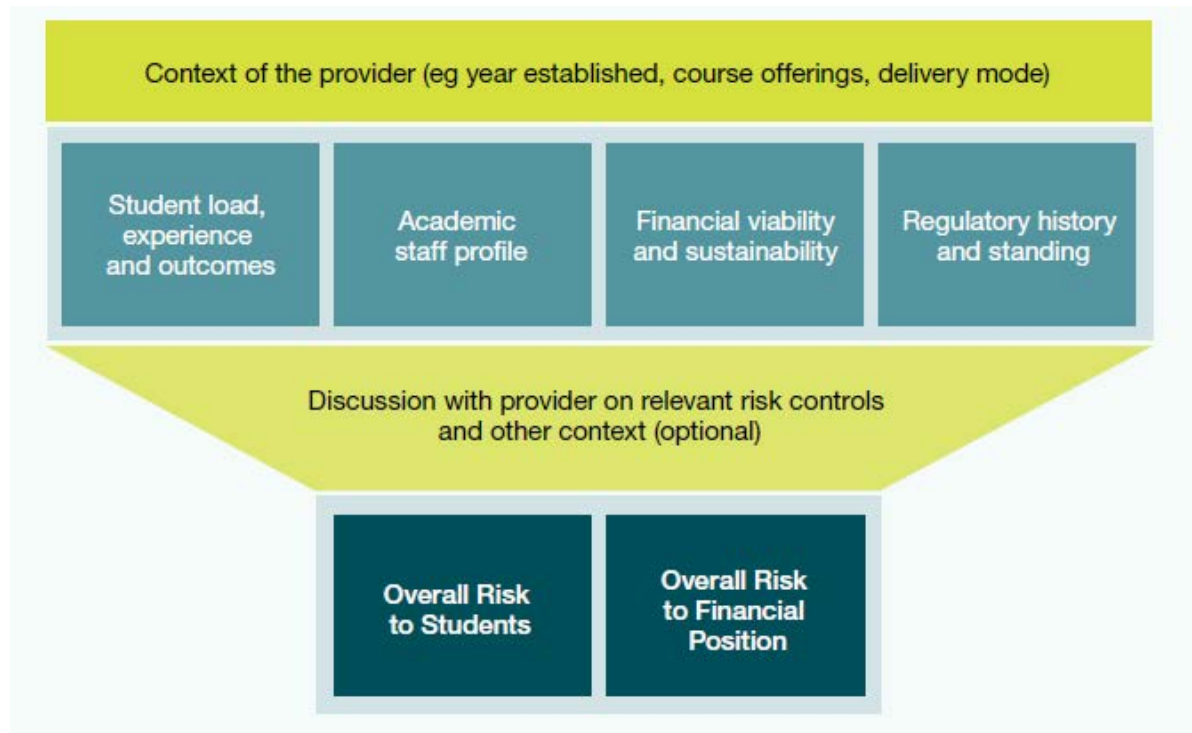 Context of the provider (eg year established, course offerings, delivery mode)
Student load,
experience
and outcomes
Academic
staff profile
Financial viability
and sustainability
Regulatory history
and standing
Discussion with provider on relevant risk controls
and other context (optional)
Overall Risk
to Students
Overall Risk
to Financial
Position